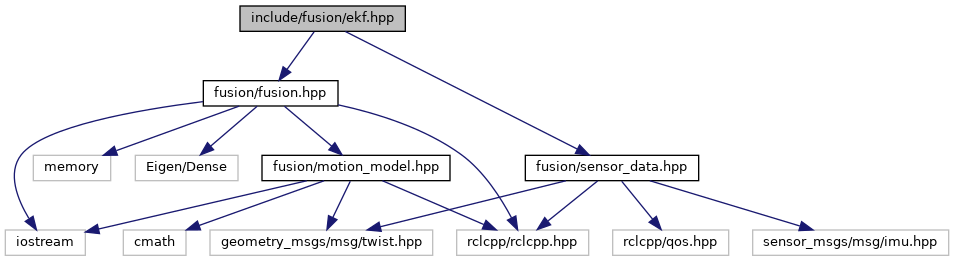 include/fusion/ekf.hpp
fusion/fusion.hpp
memory
Eigen/Dense
fusion/motion_model.hpp
fusion/sensor_data.hpp
iostream
cmath
geometry_msgs/msg/twist.hpp
rclcpp/rclcpp.hpp
rclcpp/qos.hpp
sensor_msgs/msg/imu.hpp